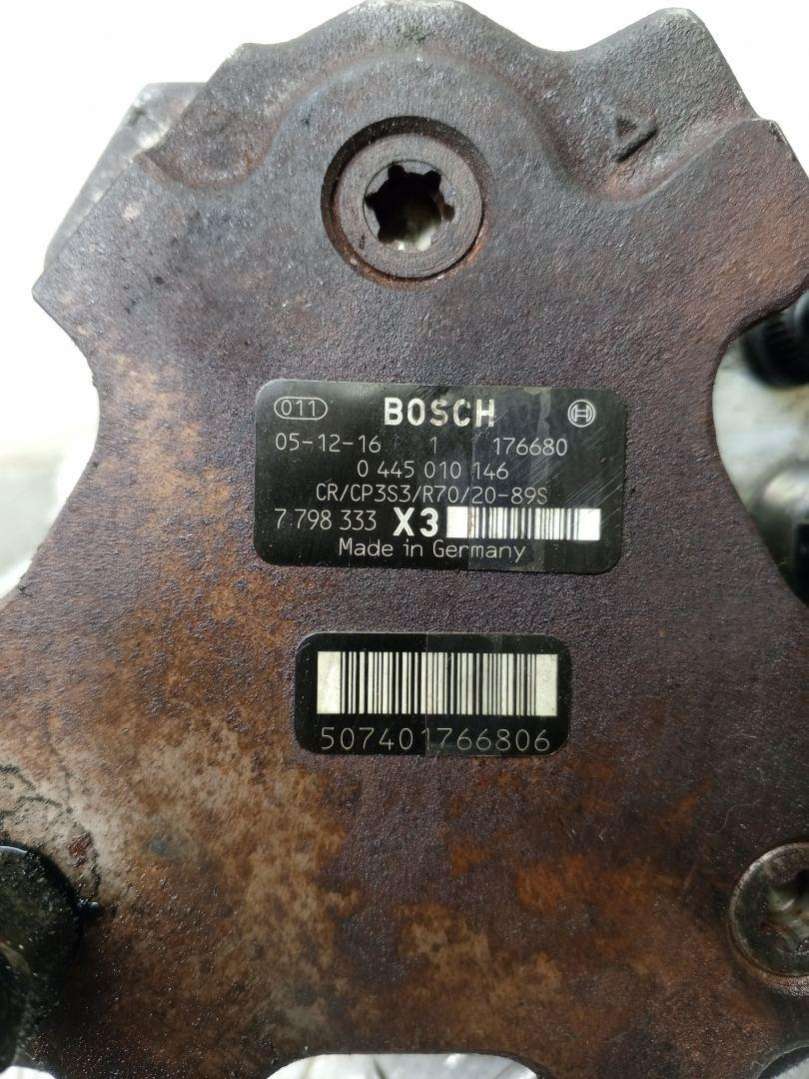 011 BOSCH
05-12-16 1 176680
0 445 010 146
CR/CP3S3/R70/20-89S
7 798 333 X3
Made in Germany
507401766806